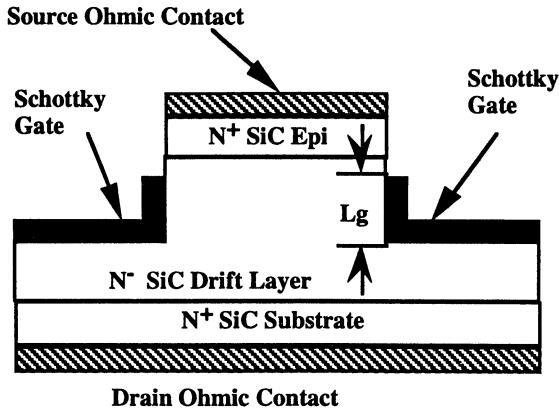 Source Ohmic Contact
Schottky
Gate
Schottky
Gate
N+ SiC Epi
Lg
N- SiC Drift Layer
N+ SiC Substrate
Drain Ohmic Contact